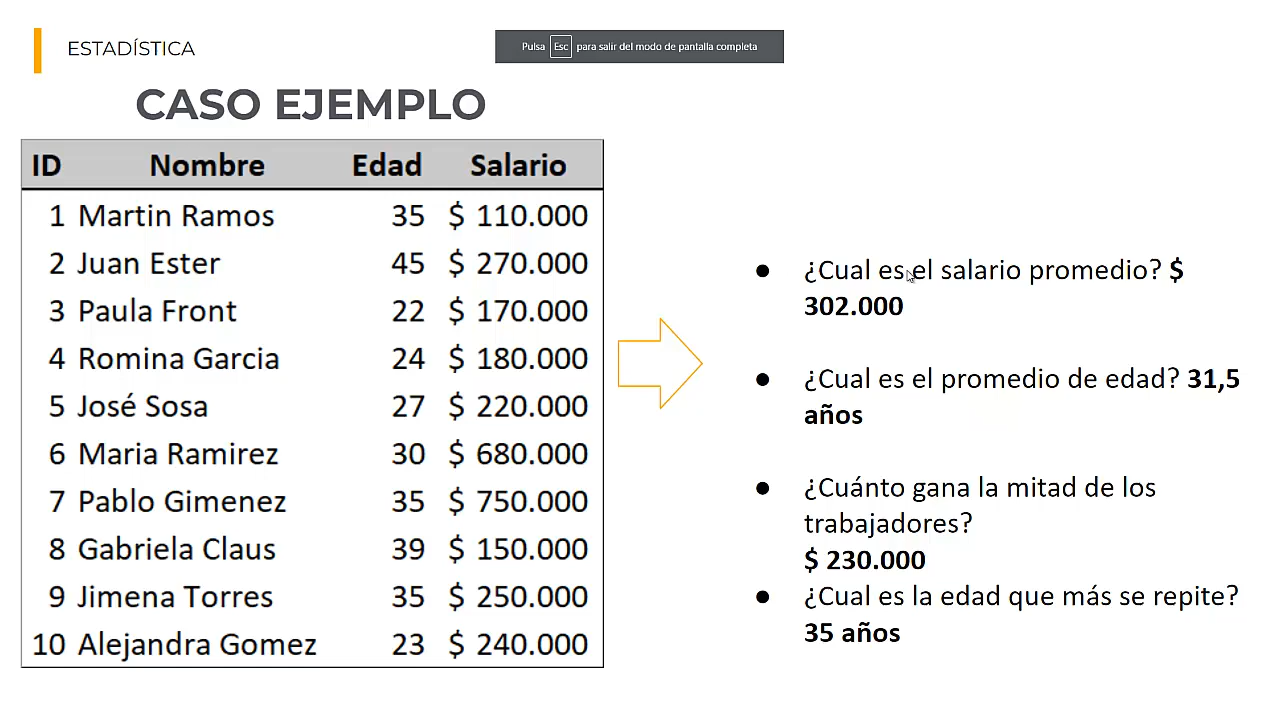 ESTADÍSTICA
Pulsa Esc para salir del modo de pantalla completa
CASO EJEMPLO
ID Nombre Edad Salario
1 Martin Ramos 35 $ 110.000
2 Juan Ester 45 $ 270.000
3 Paula Front 22 $ 170.000
4 Romina Garcia 24 $ 180.000
5 José Sosa 27 $ 220.000
6 Maria Ramirez 30 $ 680.000
7 Pablo Gimenez 35 $ 750.000
8 Gabriela Claus 39 $ 150.000
9 Jimena Torres 35 $ 250.000
10 Alejandra Gomez 23 $ 240.000
● ¿Cual es el salario promedio? $
302.000
● ¿Cual es el promedio de edad? 31,5
años
● ¿Cuánto gana la mitad de los
trabajadores?
$ 230.000
● ¿Cual es la edad que más se repite?
35 años